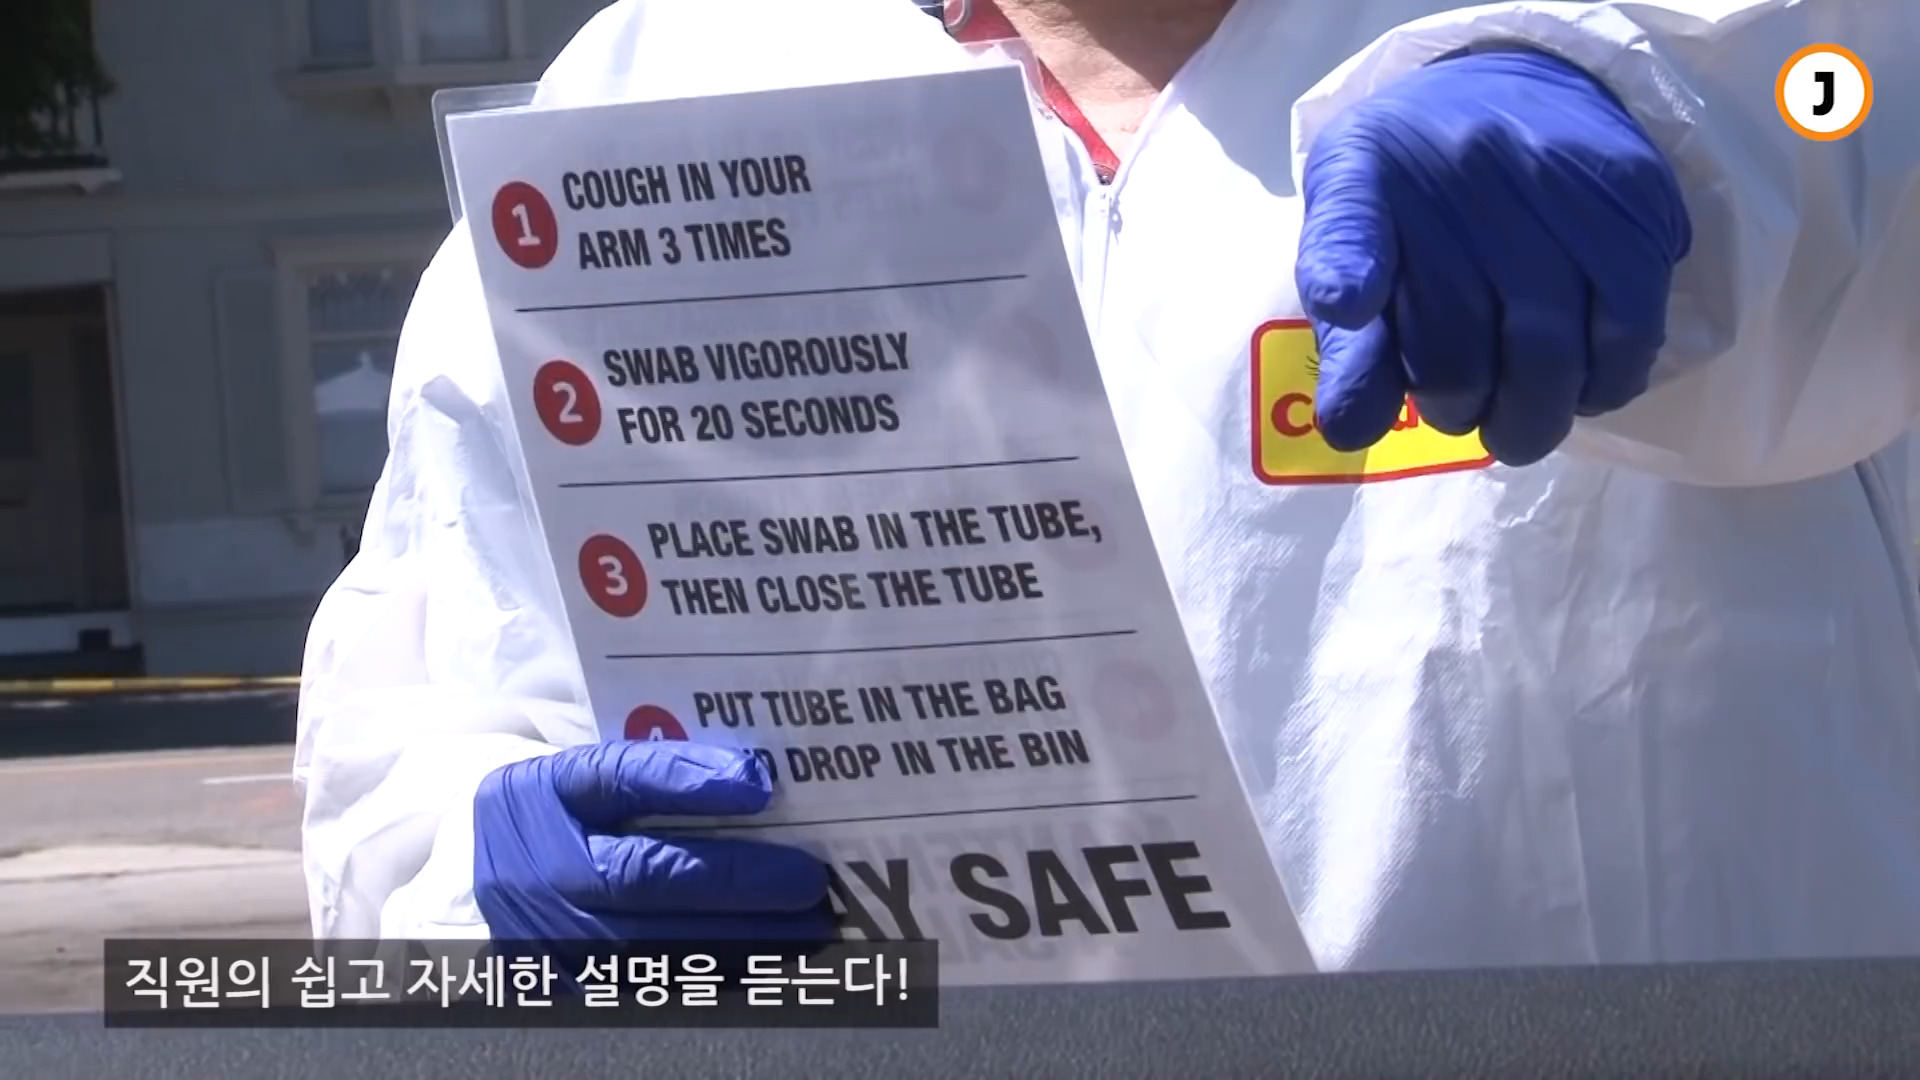 1 COUGH IN YOUR
ARM 3 TIMES
2 SWAB VIGOROUSLY
FOR 20 SECONDS
3 PLACE SWAB IN THE TUBE,
THEN CLOSE THE TUBE
4 PUT TUBE IN THE BAG
DROP IN THE BIN
SAFE
J
직원의 쉽고 자세한 설명을 듣는다!